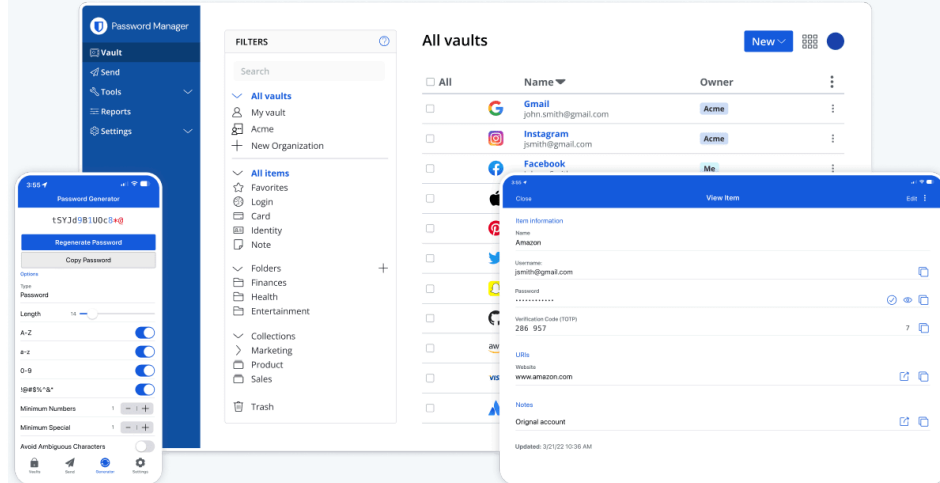 Password Manager
Vault
Send
Tools
Reports
Settings
FILTERS
Search
All vaults
My vault
Acme
New Organization
All items
Favorites
Login
Card
Identity
Note
Folders
Finances
Health
Entertainment
Collections
Marketing
Product
Sales
Trash
All vaults
New
All Name Owner
Gmail
john.smith@gmail.com
Acme
Instagram
jsmith@gmail.com
Acme
Facebook
Me
aws
VISA
3:55
Password Generator
tSYJd9B1UOc8*@
Regenerate Password
Copy Password
Options
Type
Password
Length 14
A-Z
a-z
0-9
!@#$%^&*
Minimum Numbers 1
Minimum Special 1
Avoid Ambiguous Characters
Vaults Send Generator Settings
3:55
Close View Item Edit
Item Information
Name
Amazon
Username:
jsmith@gmail.com
Password
••••••••••••
Verification Code (TOTP)
286 957 7
URIs
Website
www.amazon.com
Notes
Orignal account
Updated: 3/21/22 10:36 AM